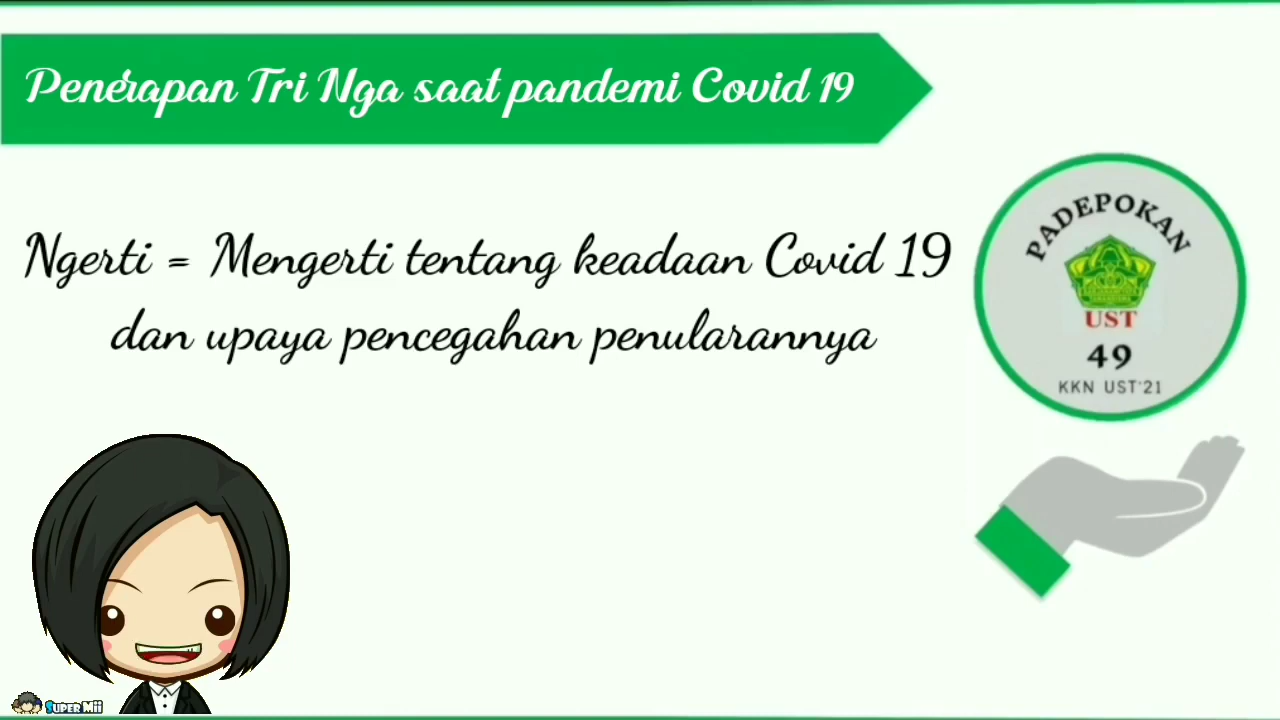 Penerapan Tri Nga saat pandemi Covid 19
Ngerti = Mengerti tentang keadaan Covid 19
dan upaya pencegahan penularannya
PADEPOKAN
UST
49
KKN UST'21
SUPER Mii